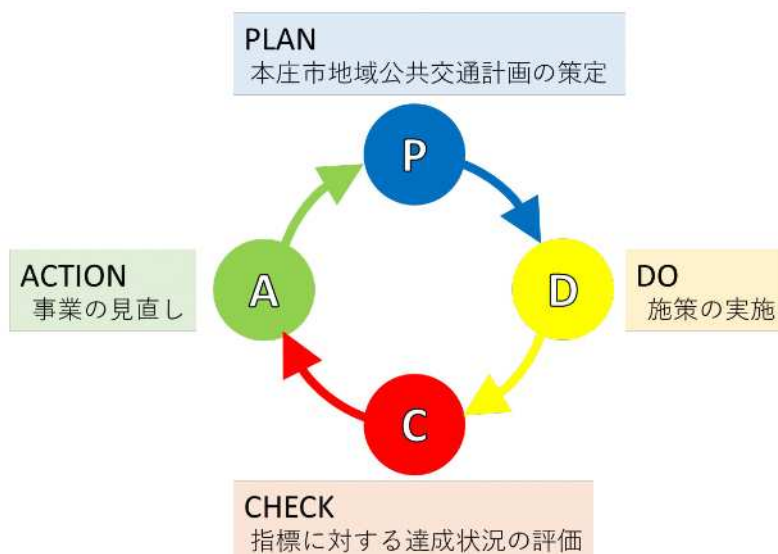 PLAN
本庄市地域公共交通計画の策定
P
ACTION
事業の見直し
A
D
DO
施策の実施
C
CHECK
指標に対する達成状況の評価